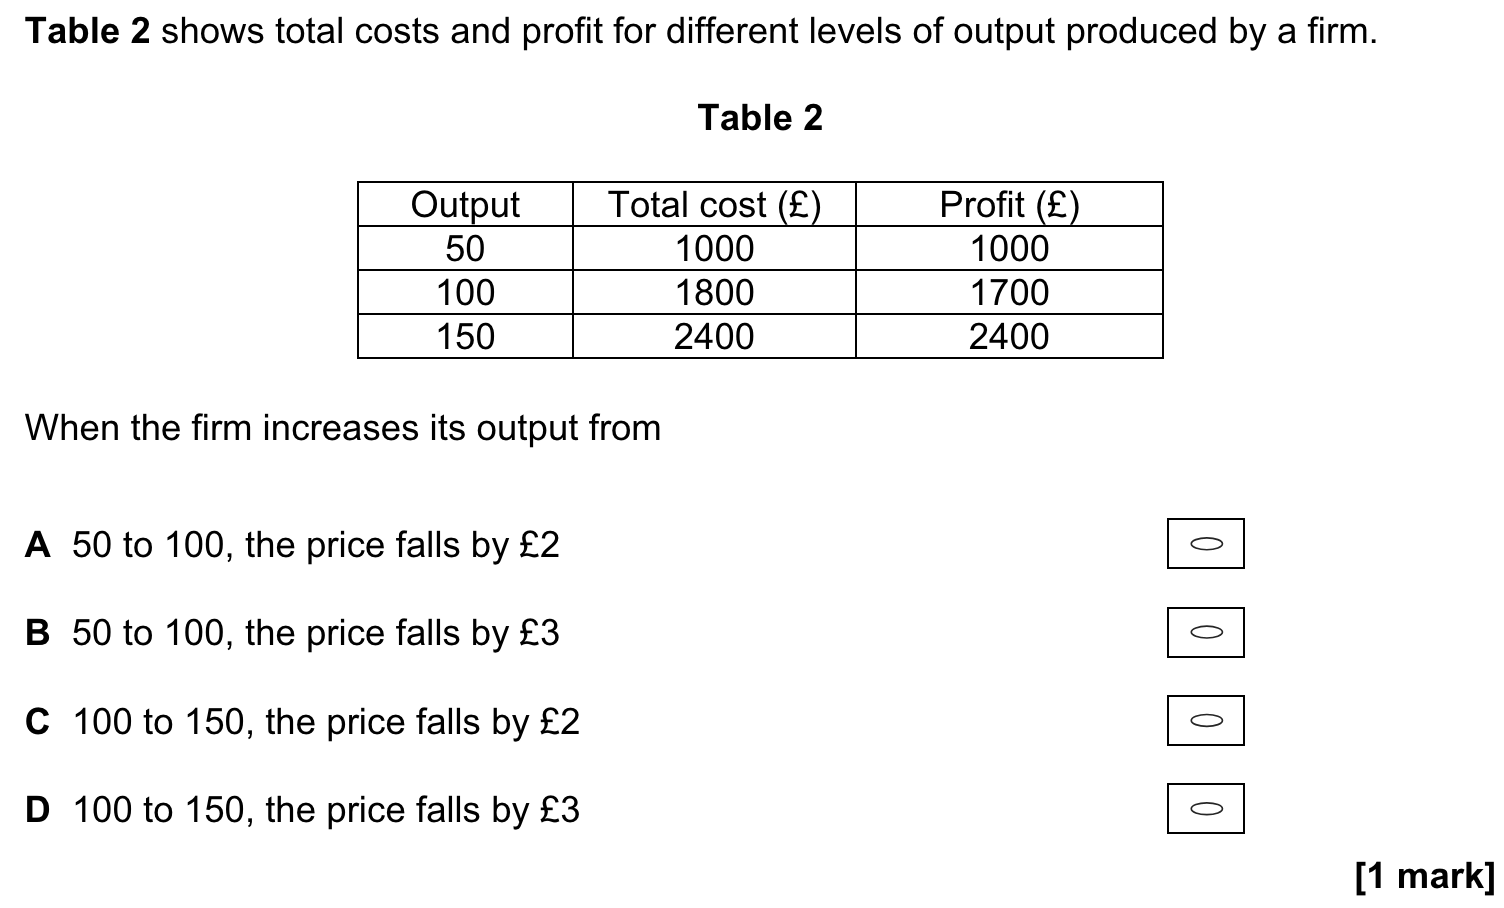 Table 2 shows total costs and profit for different levels of output produced by a firm.
Table 2
Output Total cost (£) Profit (£)
50 1000 1000
100 1800 1700
150 2400 2400
When the firm increases its output from
A 50 to 100, the price falls by £2
B 50 to 100, the price falls by £3
C 100 to 150, the price falls by £2
D 100 to 150, the price falls by £3
[1 mark]